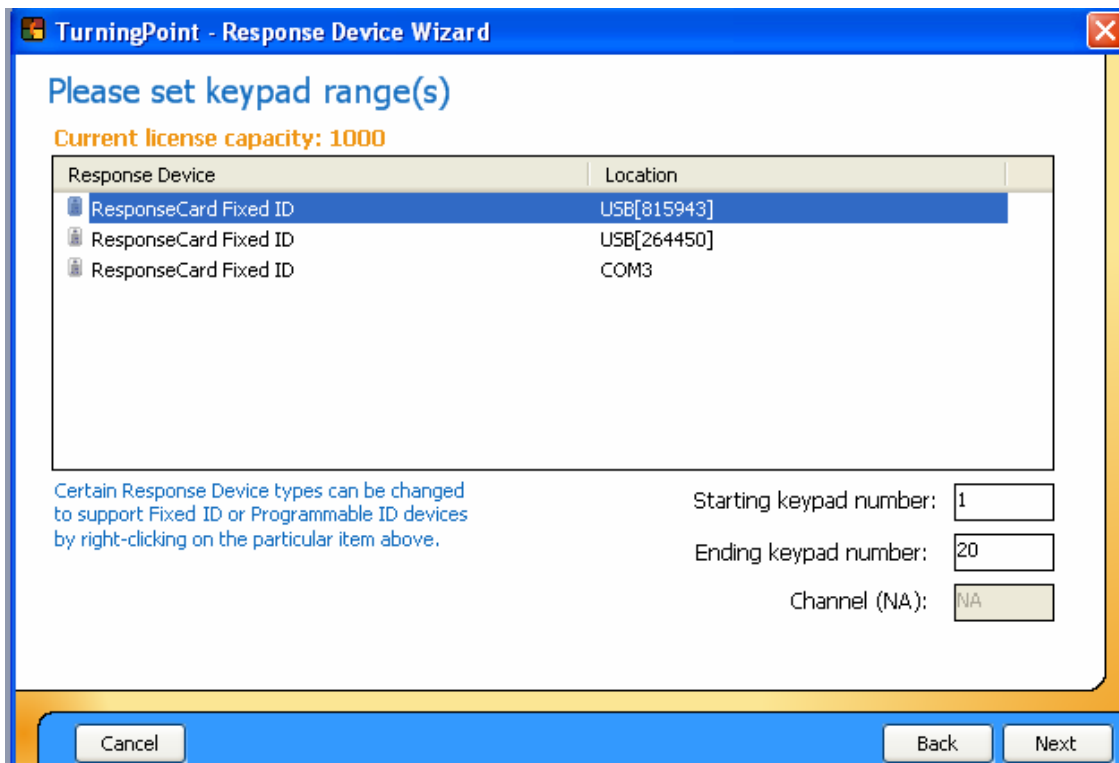 TurningPoint - Response Device Wizard
Please set keypad range(s)
Current license capacity: 1000
Response Device Location
ResponseCard Fixed ID USB[815943]
ResponseCard Fixed ID USB[264450]
ResponseCard Fixed ID COM3
Certain Response Device types can be changed
to support Fixed ID or Programmable ID devices
by right-clicking on the particular item above.
Starting keypad number: 1
Ending keypad number: 20
Channel (NA): NA
Cancel Back Next